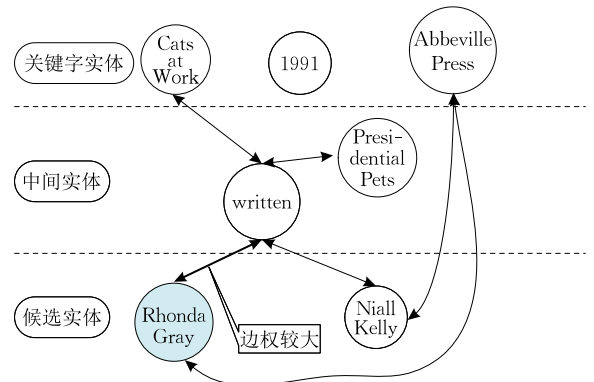 关键字实体
Cats
at
Work
1991
Abbeville
Press
中间实体
Presi-
dential
Pets
written
候选实体
Rhonda
Gray
边权较大
Niall
Kelly